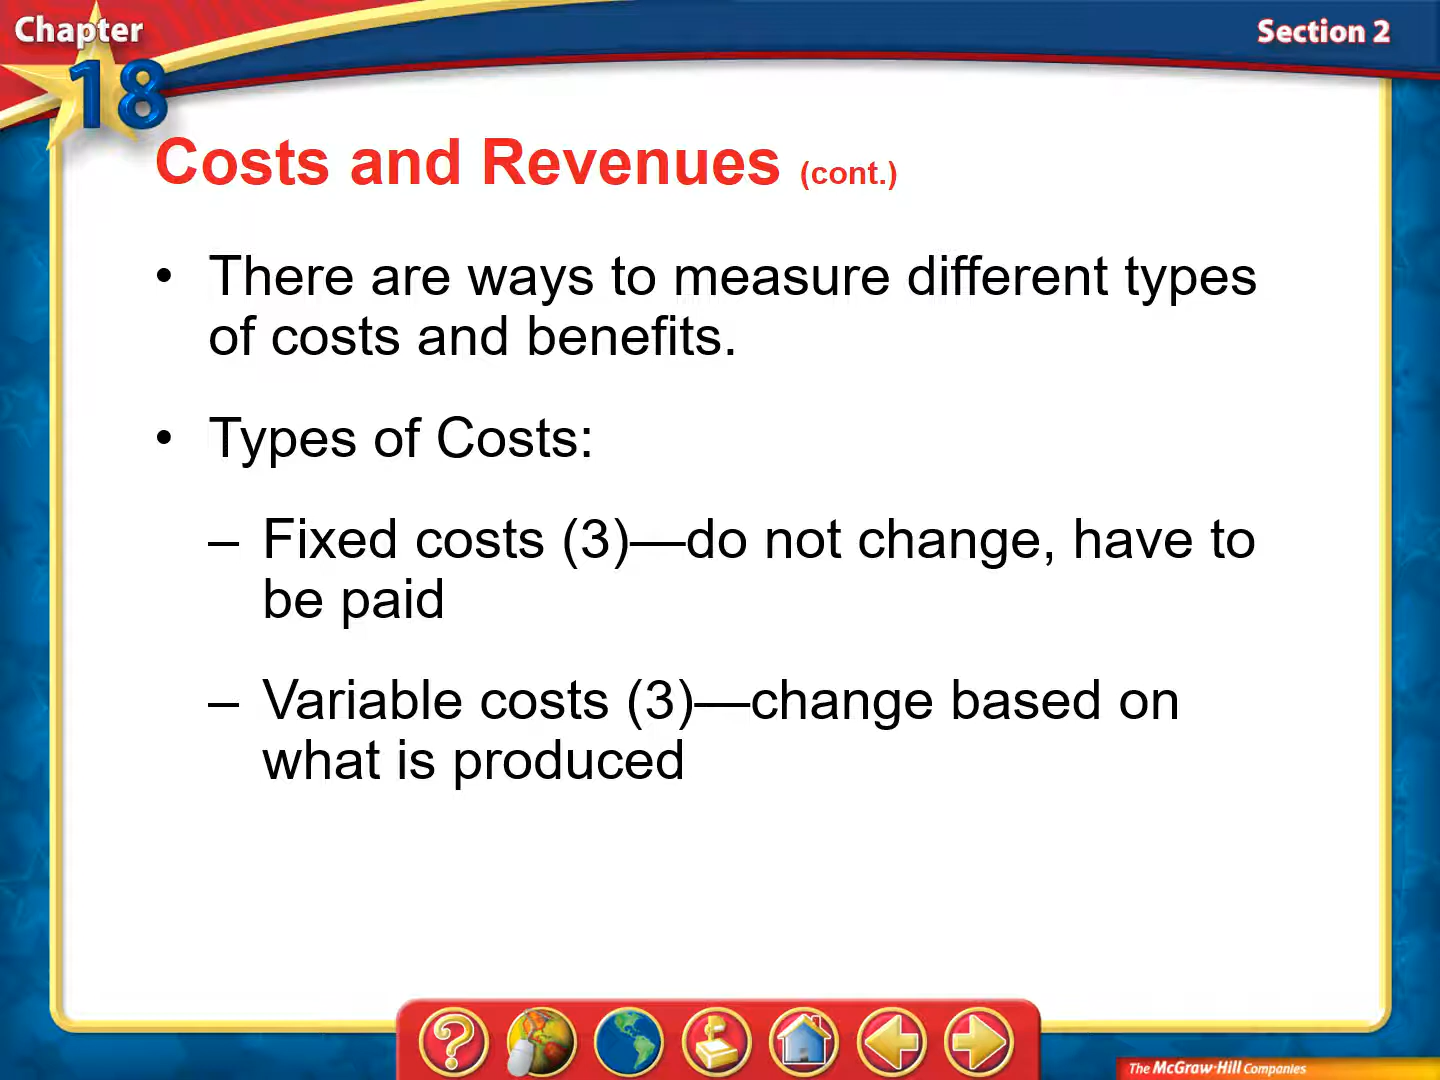 Chapter
18
Section 2
Costs and Revenues (cont.)
• There are ways to measure different types
of costs and benefits.
• Types of Costs:
– Fixed costs (3)—do not change, have to
be paid
– Variable costs (3)—change based on
what is produced
?
The McGraw·Hill Companies